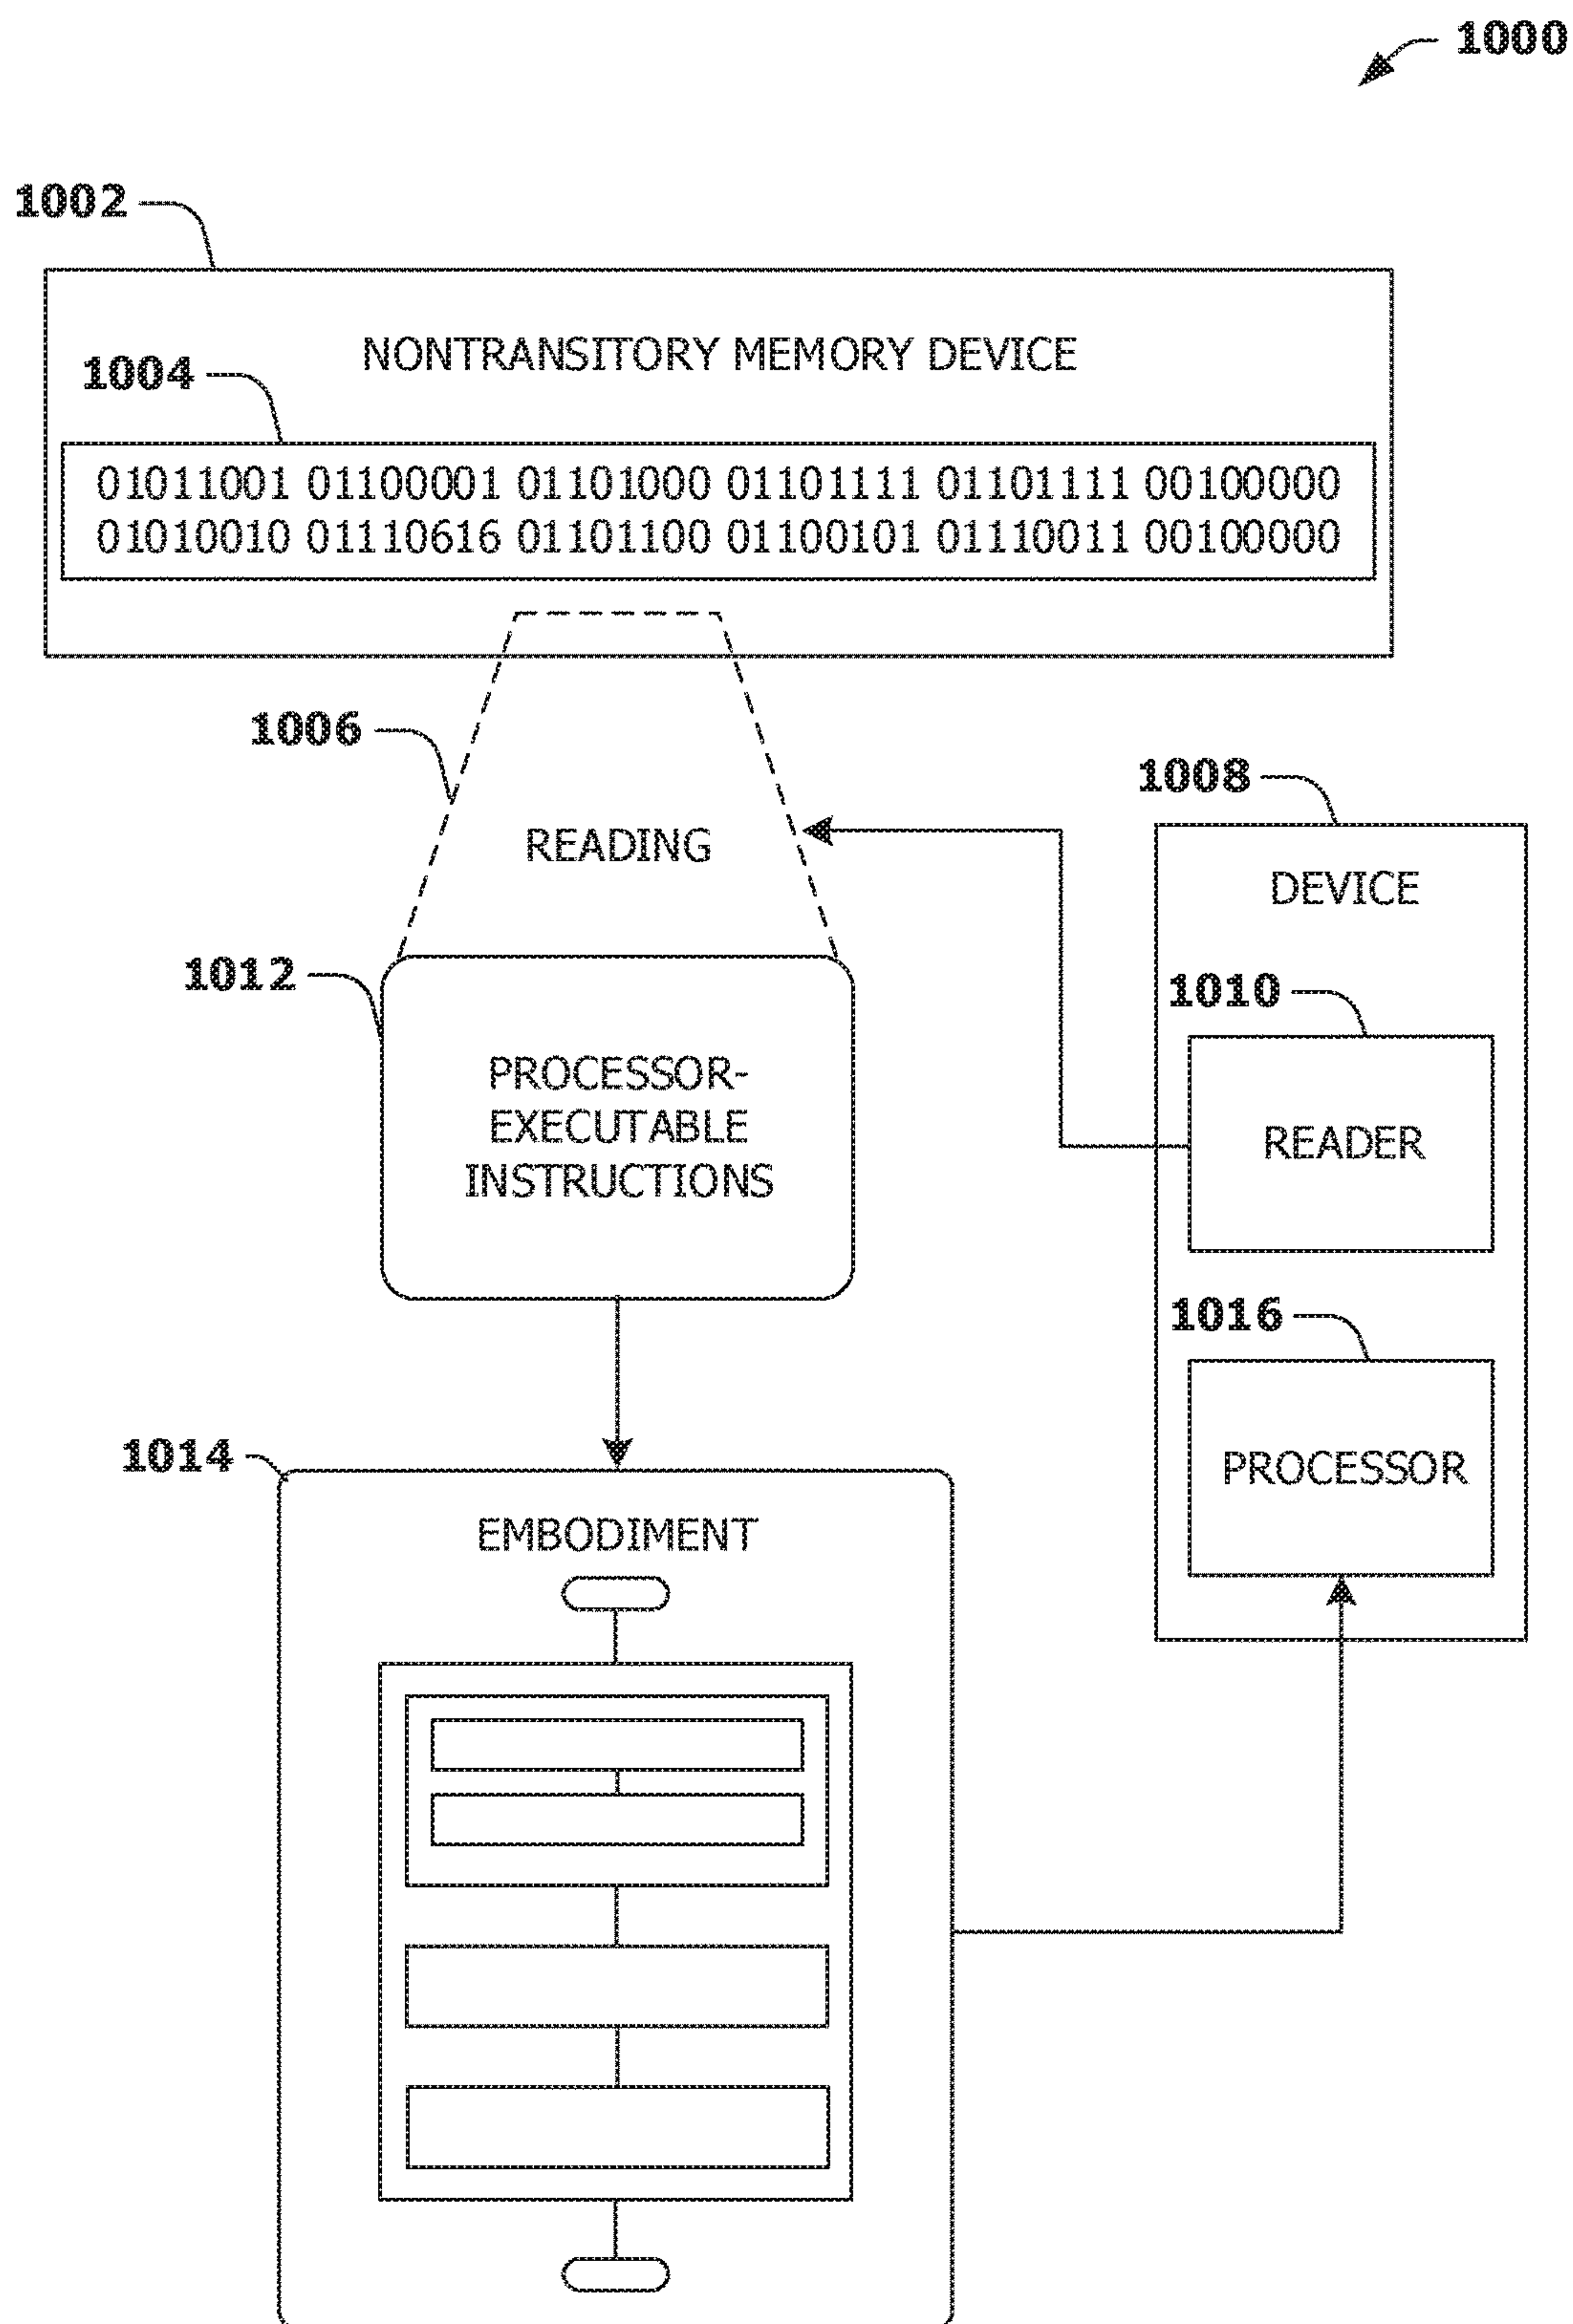 1000
1002
NONTRANSITORY MEMORY DEVICE
1004
01011001 01100001 01101000 01101111 01101111 00100000
01010010 01110616 01101100 01100101 01110011 00100000
1006
READING
1008
DEVICE
1012
PROCESSOR-
EXECUTABLE
INSTRUCTIONS
1010
READER
1016
PROCESSOR
1014
EMBODIMENT